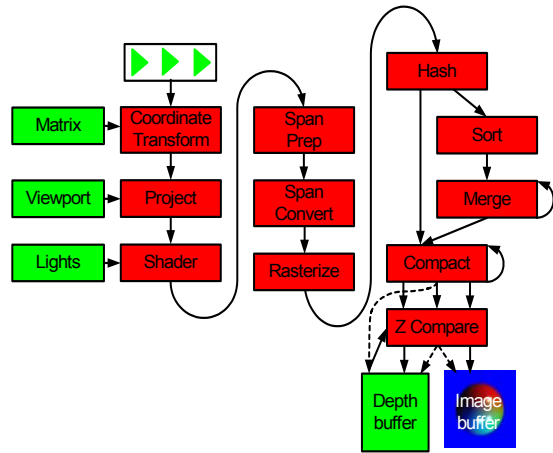 Matrix
Coordinate
Transform
Viewport
Project
Lights
Shader
Span
Prep
Span
Convert
Rasterize
Hash
Sort
Merge
Compact
Z Compare
Depth
buffer
Image
buffer